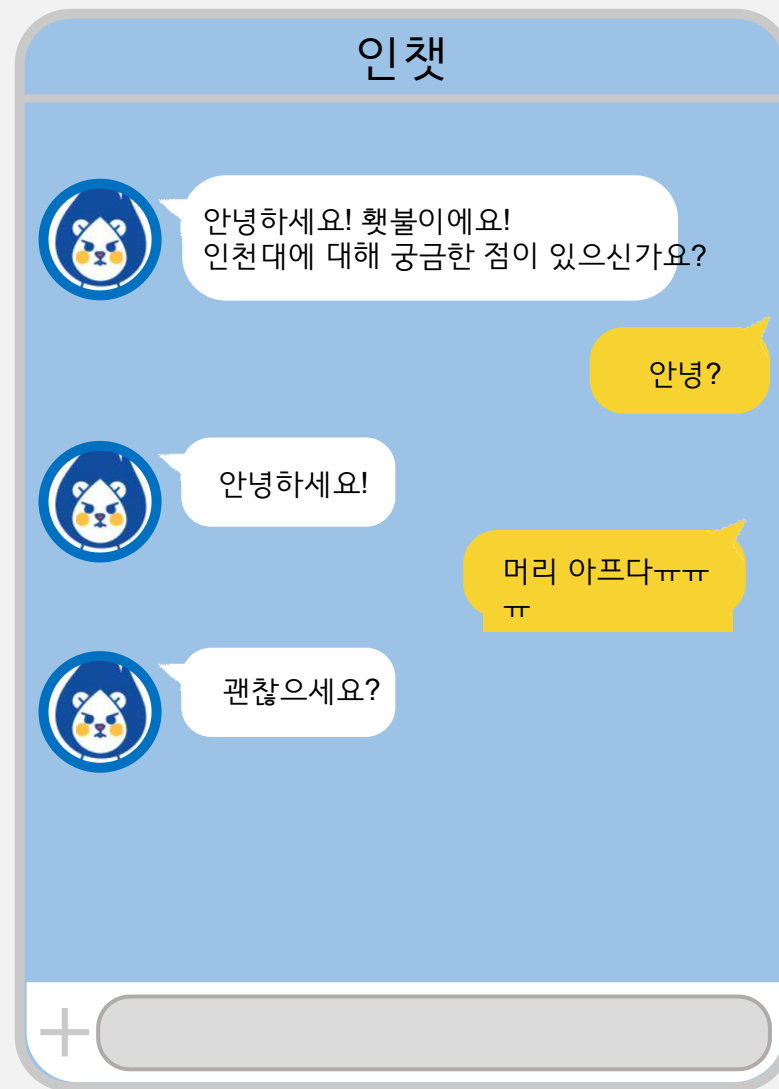 인챗
안녕하세요! 횃불이에요!
인천대에 대해 궁금한 점이 있으신가요?
안녕?
안녕하세요!
머리 아프다ㅠㅠ
ㅠ
괜찮으세요?